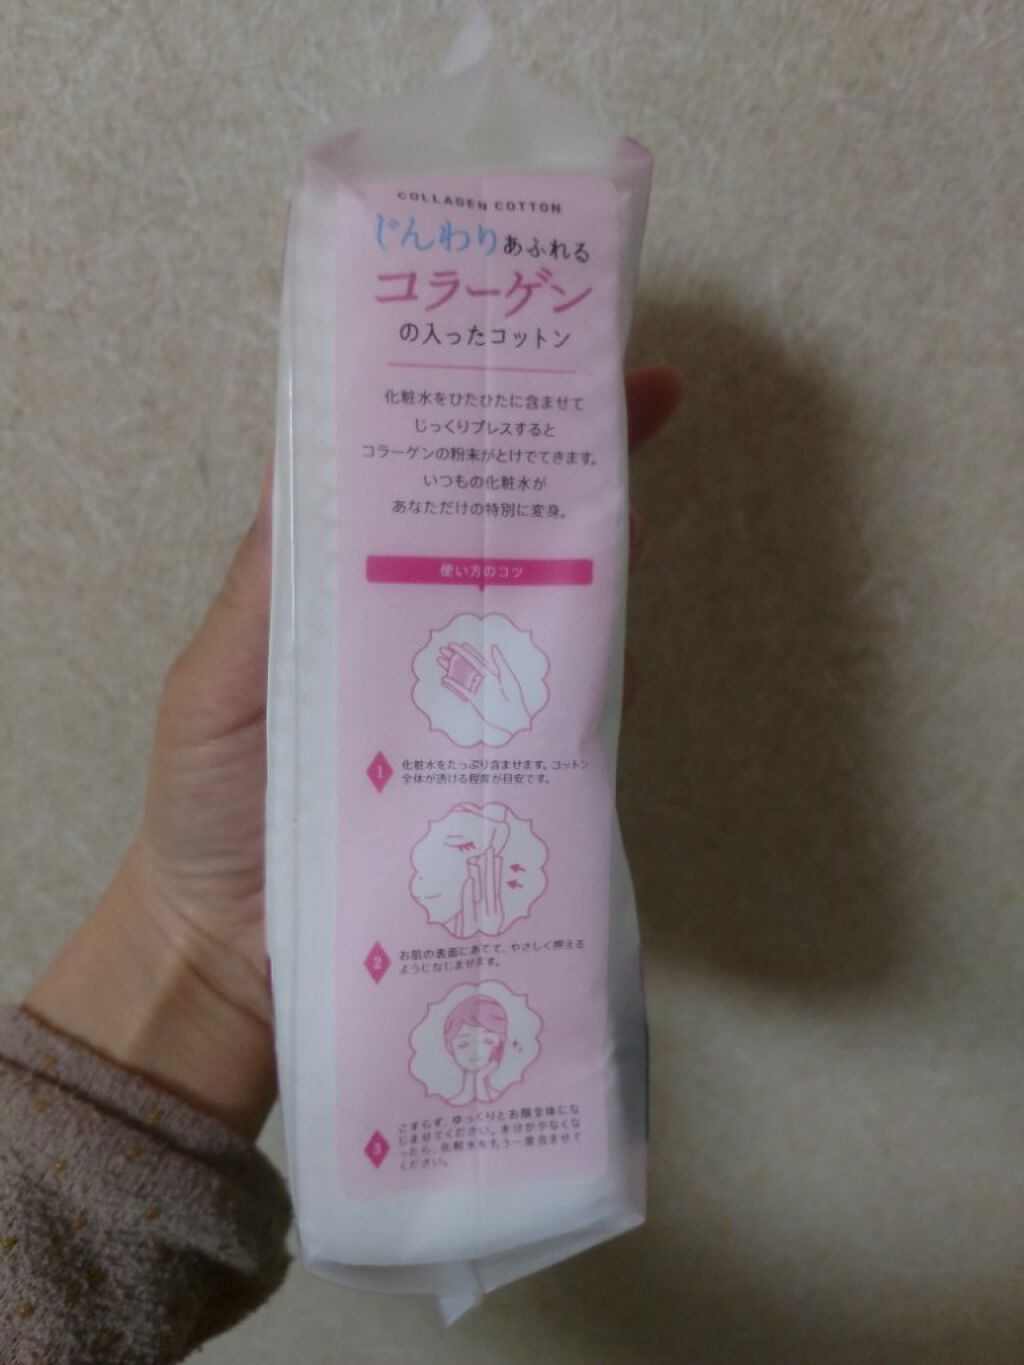 COLLAGEN COTTON
じんわりあふれる
コラーゲン
の入ったコットン
化粧水をひたひたに含ませて
じっくりプレスすると
コラーゲンの粉末がとけでてきます。
いつもの化粧水が
あなただけの特別に変身。
使い方のコツ
1 化粧水をたっぷり含ませます。コットン
全体が透ける程度が目安です。
2 お肌の表面にあてて、やさしく押える
ようになじませます。
3 こすらず、ゆっくりとお顔全体にな
じませてください。水分が少なくな
ったら、化粧水をもう一度含ませて
ください。